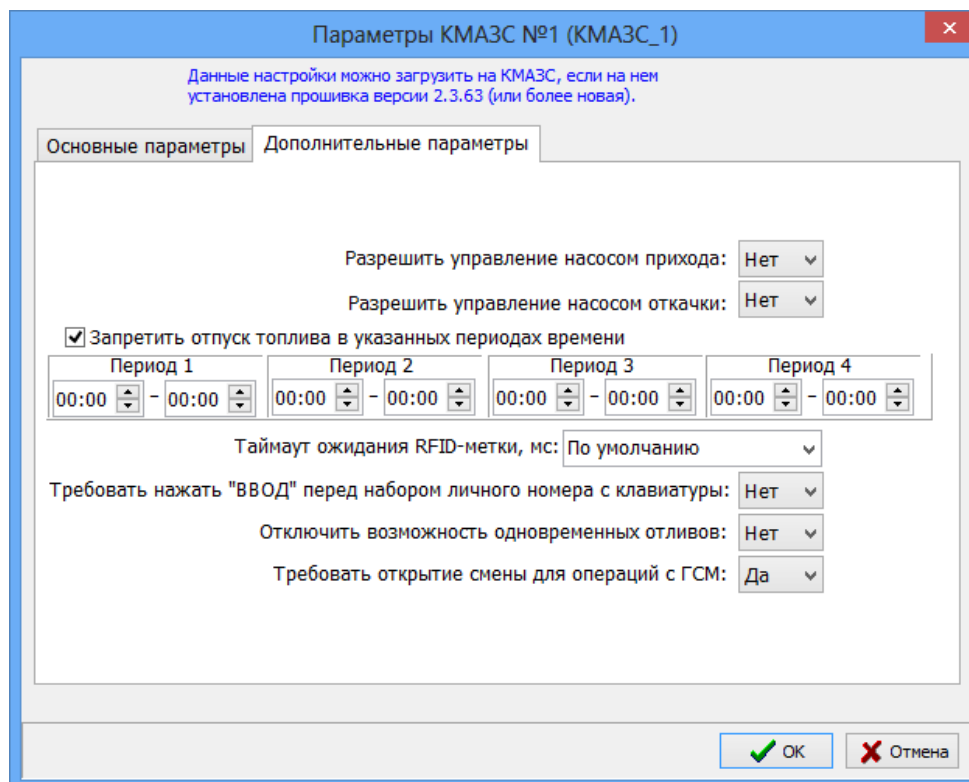 Параметры КМАЗС №1 (КМАЗС_1)
Данные настройки можно загрузить на КМАЗС, если на нем
установлена прошивка версии 2.3.63 (или более новая).
Основные параметры Дополнительные параметры
Разрешить управление насосом прихода: Нет
Разрешить управление насосом откачки: Нет
Запретить отпуск топлива в указанных периодах времени
Период 1 Период 2 Период 3 Период 4
00:00 - 00:00 00:00 - 00:00 00:00 - 00:00 00:00 - 00:00
Таймаут ожидания RFID-метки, мс: По умолчанию
Требовать нажать "ВВОД" перед набором личного номера с клавиатуры: Нет
Отключить возможность одновременных отливов: Нет
Требовать открытие смены для операций с ГСМ: Да
ОК Отмена